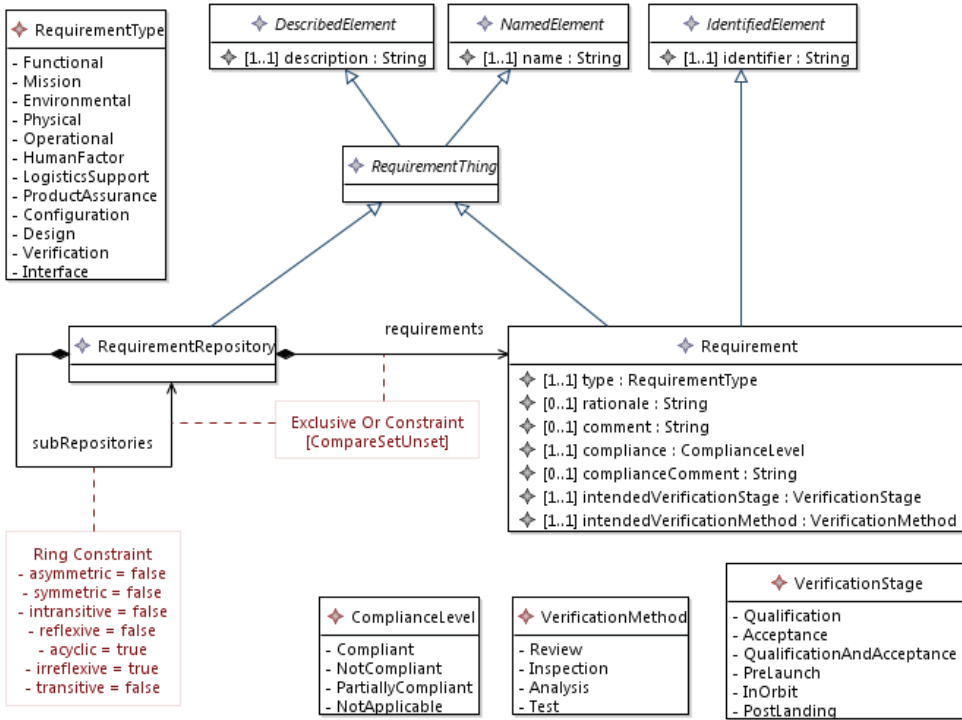 RequirementType
- Functional
- Mission
- Environmental
- Physical
- Operational
- HumanFactor
- LogisticsSupport
- ProductAssurance
- Configuration
- Design
- Verification
- Interface
DescribedElement
[1..1] description : String
NamedElement
[1..1] name : String
IdentifiedElement
[1..1] identifier : String
RequirementThing
RequirementRepository
requirements
subRepositories
Exclusive Or Constraint
[CompareSetUnset]
Requirement
[1..1] type : RequirementType
[0..1] rationale : String
[0..1] comment : String
[1..1] compliance : ComplianceLevel
[0..1] complianceComment : String
[1..1] intendedVerificationStage : VerificationStage
[1..1] intendedVerificationMethod : VerificationMethod
Ring Constraint
- asymmetric = false
- symmetric = false
- intransitive = false
- reflexive = false
- acyclic = true
- irreflexive = true
- transitive = false
ComplianceLevel
- Compliant
- NotCompliant
- PartiallyCompliant
- NotApplicable
VerificationMethod
- Review
- Inspection
- Analysis
- Test
VerificationStage
- Qualification
- Acceptance
- QualificationAndAcceptance
- PreLaunch
- InOrbit
- PostLanding